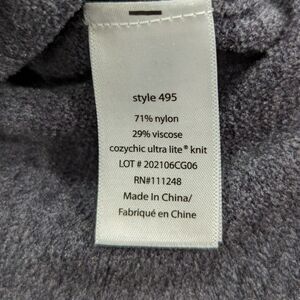 style 495
71% nylon
29% viscose
cozychic ultra lite® knit
LOT # 202106CG06
RN#111248
Made In China/
Fabriqué en Chine